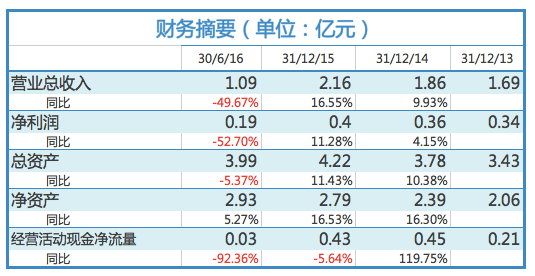 财务摘要（单位：亿元）
30/6/16 31/12/15 31/12/14 31/12/13
营业总收入 1.09 2.16 1.86 1.69
同比 -49.67% 16.55% 9.93%
净利润 0.19 0.4 0.36 0.34
同比 -52.70% 11.28% 4.15%
总资产 3.99 4.22 3.78 3.43
同比 -5.37% 11.43% 10.38%
净资产 2.93 2.79 2.39 2.06
同比 5.27% 16.53% 16.30%
经营活动现金净流量 0.03 0.43 0.45 0.21
同比 -92.36% -5.64% 119.75%